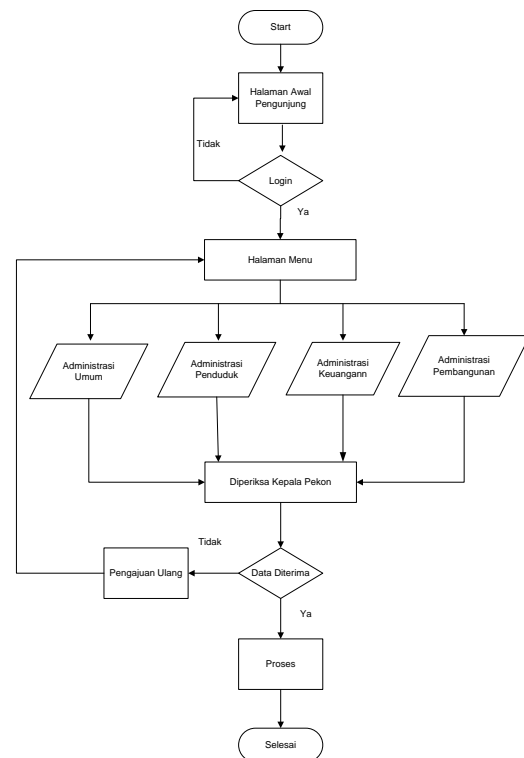 Start
Halaman Awal
Pengunjung
Tidak
Login
Ya
Halaman Menu
Administrasi
Umum
Administrasi
Penduduk
Administrasi
Keuangann
Administrasi
Pembangunan
Diperiksa Kepala Pekon
Tidak
Pengajuan Ulang
Data Diterima
Ya
Proses
Selesai